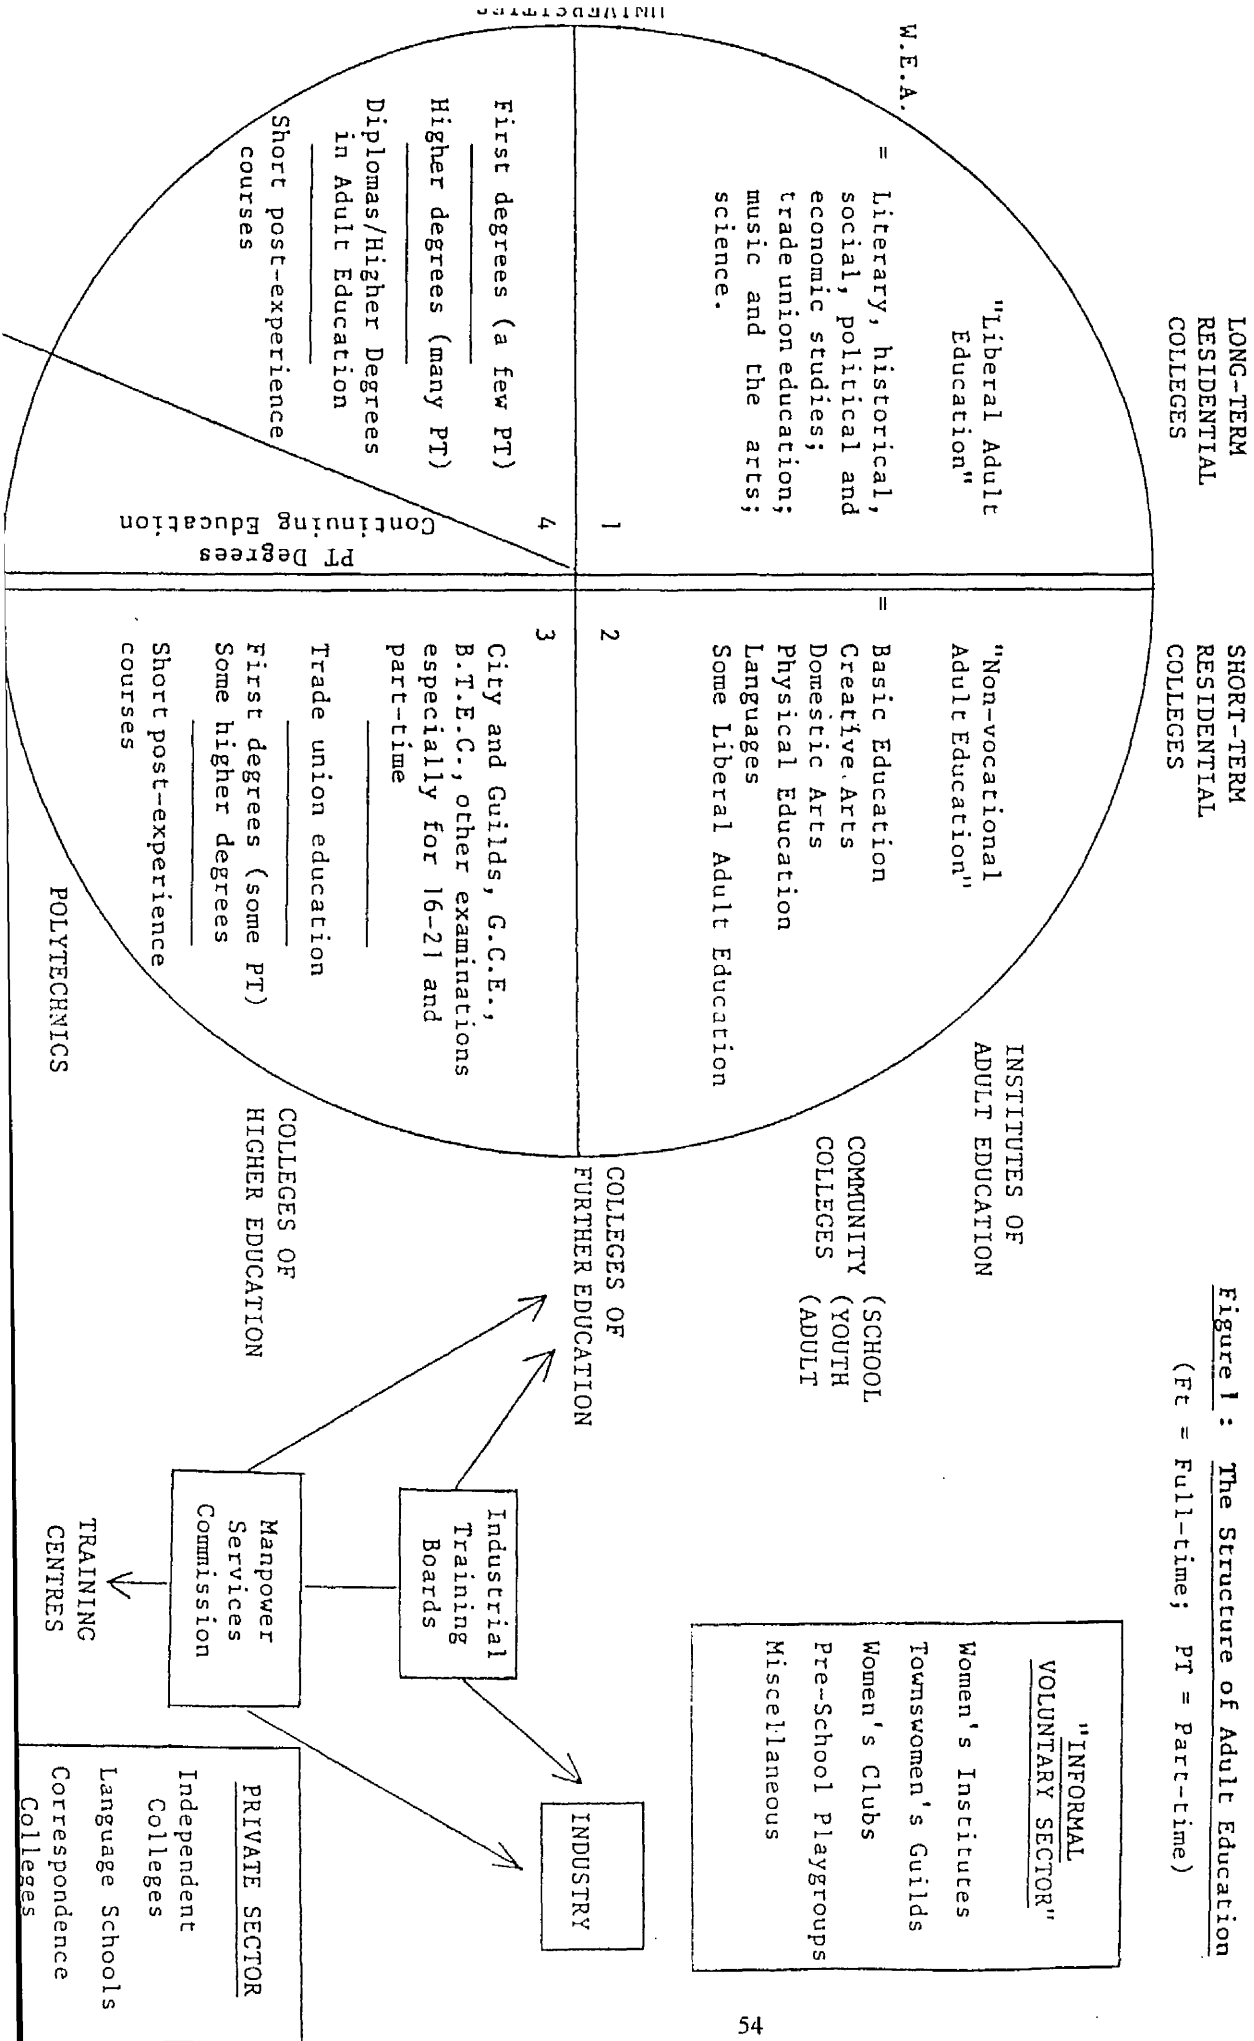 Figure 1 : The Structure of Adult Education
(Ft = Full-time; PT = Part-time)
LONG-TERM
RESIDENTIAL
COLLEGES
SHORT-TERM
RESIDENTIAL
COLLEGES
W.E.A.
UNIVERSITIES
"Liberal Adult
Education"
= Literary, historical,
social, political and
economic studies;
trade union education;
music and the arts;
science.
1
"Non-vocational
Adult Education"
= Basic Education
Creative Arts
Domestic Arts
Physical Education
Languages
Some Liberal Adult Education
2
INSTITUTES OF
ADULT EDUCATION
COMMUNITY (SCHOOL
COLLEGES (YOUTH
(ADULT
COLLEGES OF
FURTHER EDUCATION
"INFORMAL
VOLUNTARY SECTOR"
Women's Institutes
Townswomen's Guilds
Women's Clubs
Pre-School Playgroups
Miscellaneous
4
First degrees (a few PT)
Higher degrees (many PT)
Diplomas/Higher Degrees
in Adult Education
Short post-experience
courses
PT Degrees
Continuing Education
3
City and Guilds, G.C.E.,
B.T.E.C., other examinations
especially for 16-21 and
part-time
Trade union education
First degrees (some PT)
Some higher degrees
Short post-experience
courses
COLLEGES OF
HIGHER EDUCATION
POLYTECHNICS
Industrial
Training
Boards
Manpower
Services
Commission
TRAINING
CENTRES
INDUSTRY
PRIVATE SECTOR
Independent
Colleges
Language Schools
Correspondence
Colleges
54